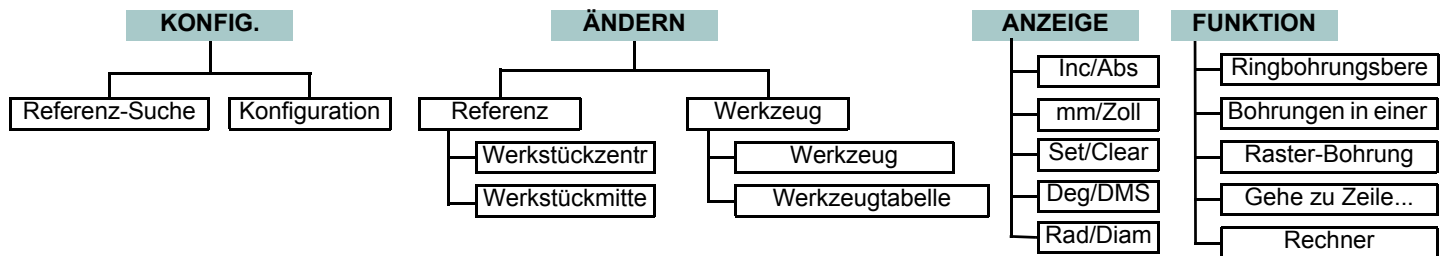 KONFIG.
Referenz-Suche
Konfiguration
ÄNDERN
Referenz
Werkstückzentr
Werkstückmitte
Werkzeug
Werkzeug
Werkzeugtabelle
ANZEIGE
Inc/Abs
mm/Zoll
Set/Clear
Deg/DMS
Rad/Diam
FUNKTION
Ringbohrungsbere
Bohrungen in einer
Raster-Bohrung
Gehe zu Zeile...
Rechner